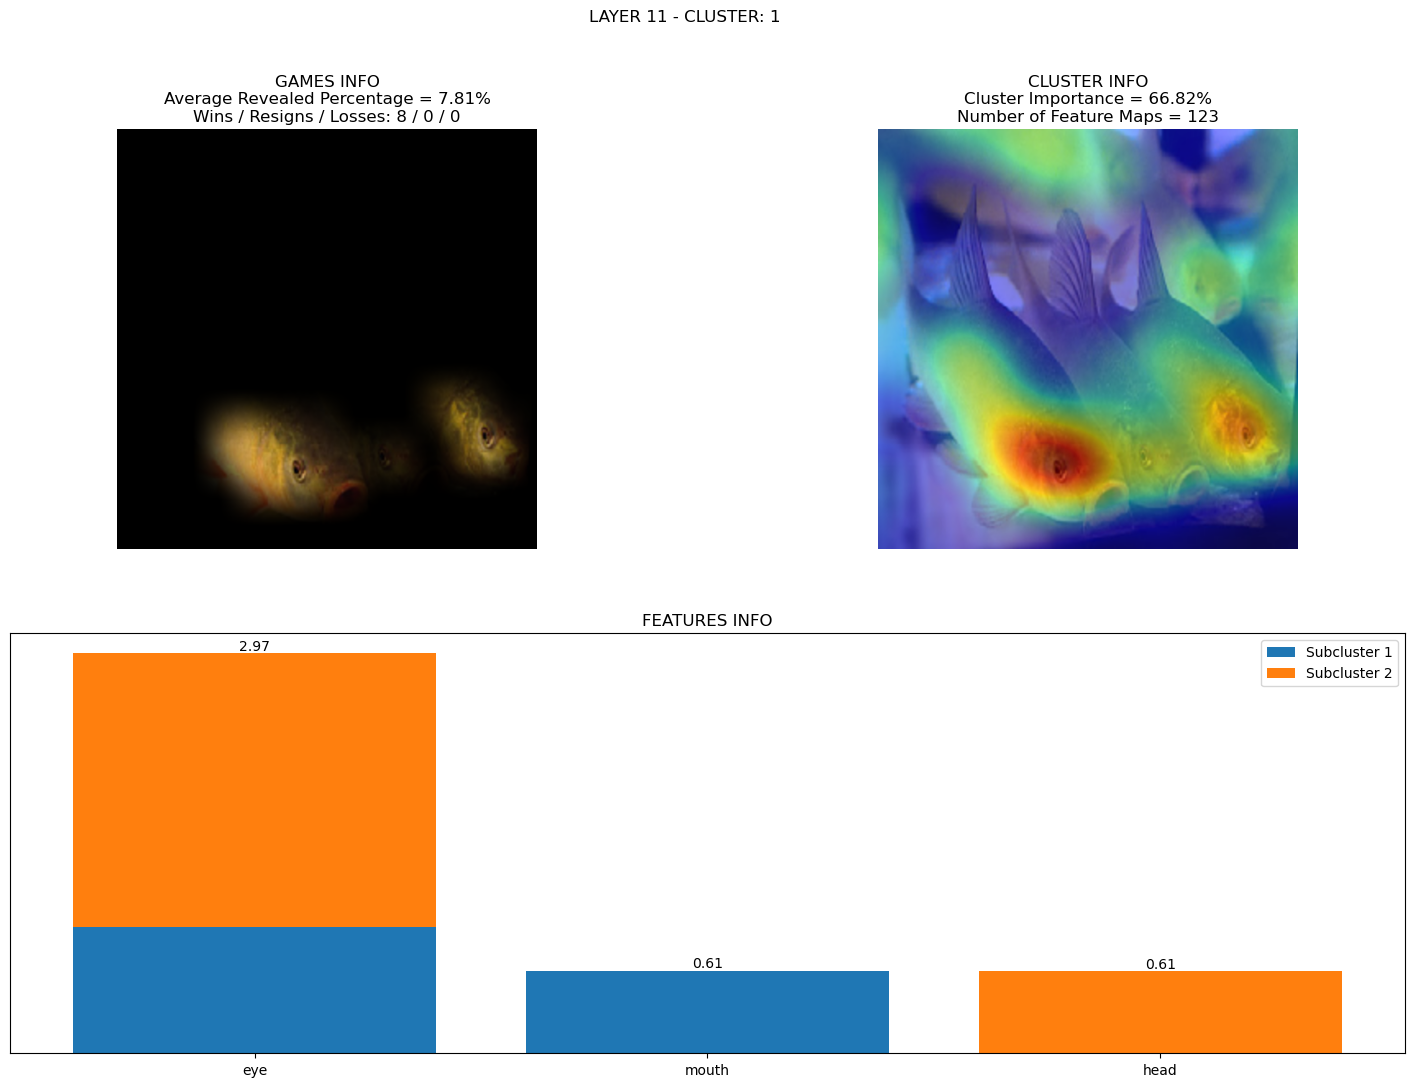 LAYER 11 - CLUSTER: 1
GAMES INFO
Average Revealed Percentage = 7.81%
Wins / Resigns / Losses: 8 / 0 / 0
CLUSTER INFO
Cluster Importance = 66.82%
Number of Feature Maps = 123
FEATURES INFO
2.97
Subcluster 1
Subcluster 2
0.61
0.61
eye
mouth
head